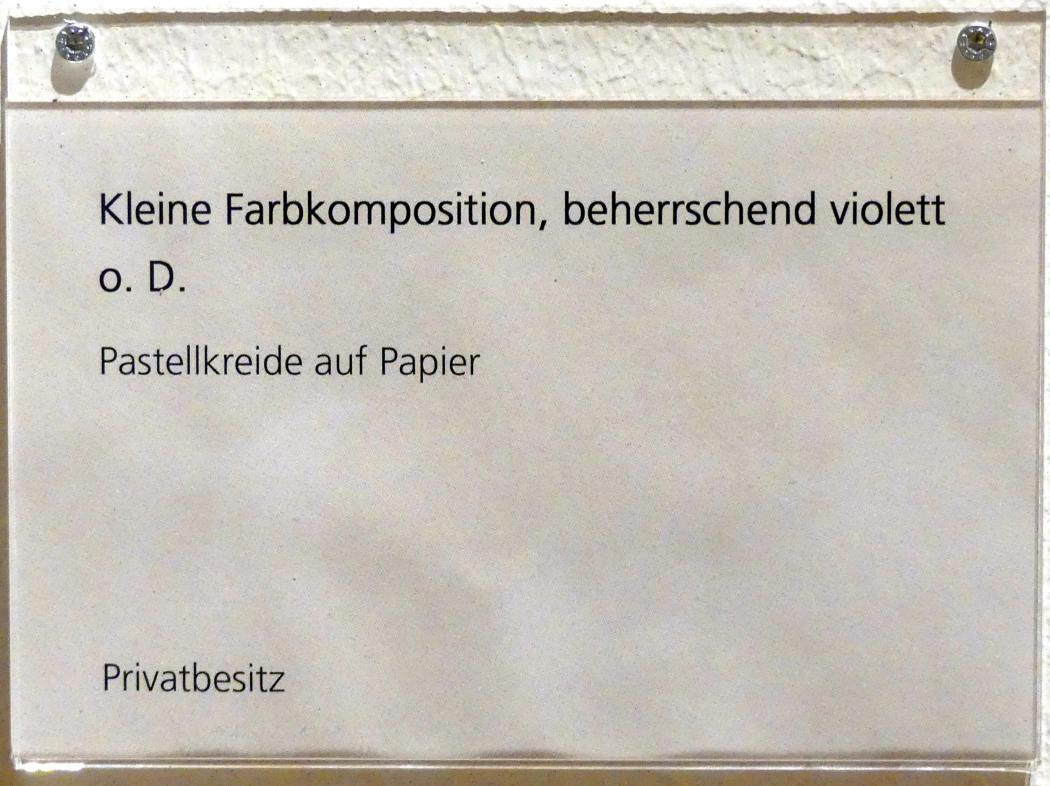 Kleine Farbkomposition, beherrschend violett
o. D.
Pastellkreide auf Papier
Privatbesitz